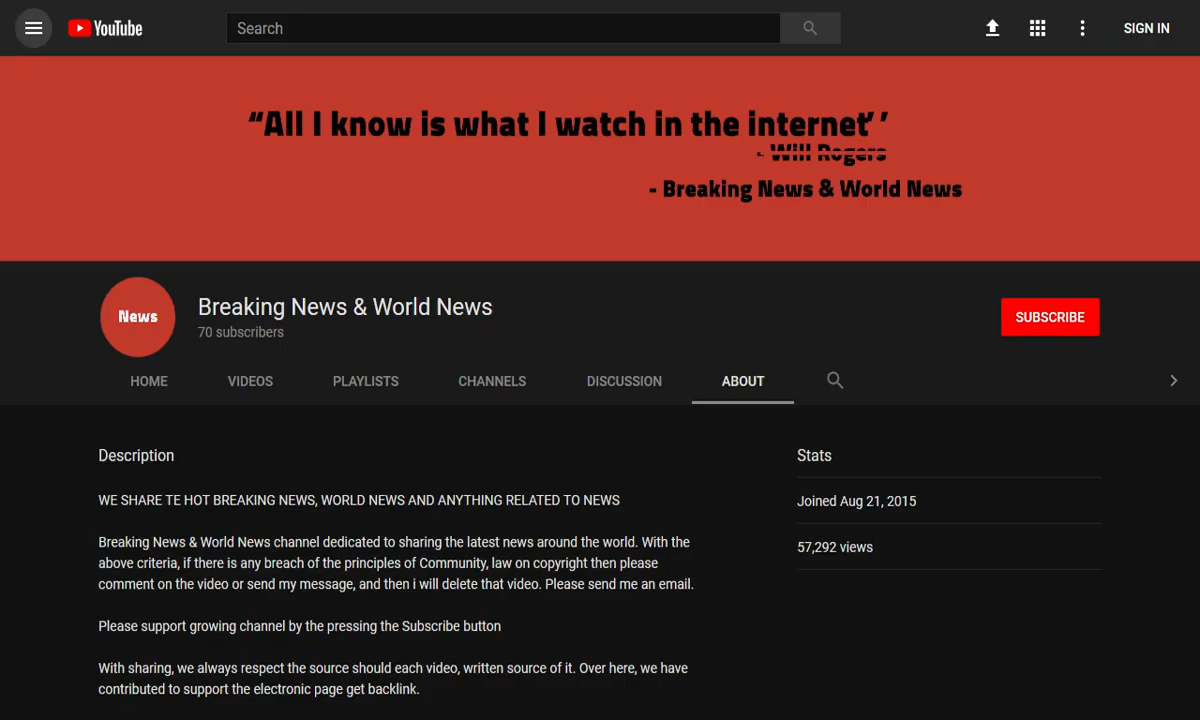 YouTube
Search
SIGN IN
“All I know is what I watch in the internet’’
- Will Rogers
- Breaking News & World News
News
Breaking News & World News
70 subscribers
SUBSCRIBE
HOME VIDEOS PLAYLISTS CHANNELS DISCUSSION ABOUT
Description
WE SHARE TE HOT BREAKING NEWS, WORLD NEWS AND ANYTHING RELATED TO NEWS
Breaking News & World News channel dedicated to sharing the latest news around the world. With the
above criteria, if there is any breach of the principles of Community, law on copyright then please
comment on the video or send my message, and then i will delete that video. Please send me an email.
Please support growing channel by the pressing the Subscribe button
With sharing, we always respect the source should each video, written source of it. Over here, we have
contributed to support the electronic page get backlink.
Stats
Joined Aug 21, 2015
57,292 views